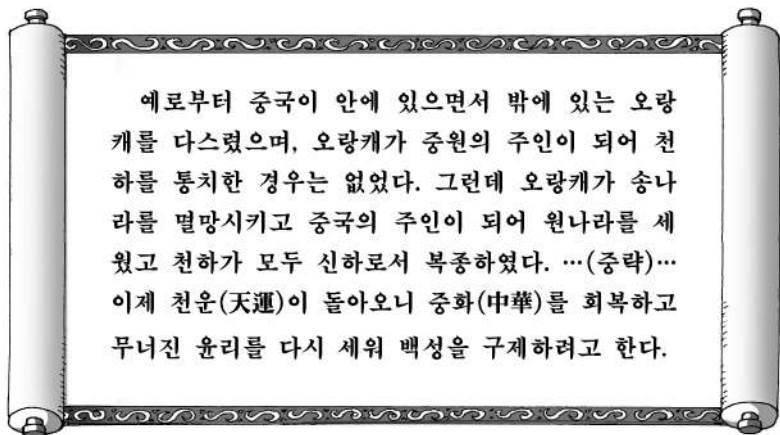 예로부터 중국이 안에 있으면서 밖에 있는 오랑
캐를 다스렸으며, 오랑캐가 중원의 주인이 되어 천
하를 통치한 경우는 없었다. 그런데 오랑캐가 송나
라를 멸망시키고 중국의 주인이 되어 원나라를 세
웠고 천하가 모두 신하로서 복종하였다. …(중략)…
이제 천운(天運)이 돌아오니 중화(中華)를 회복하고
무너진 윤리를 다시 세워 백성을 구제하려고 한다.